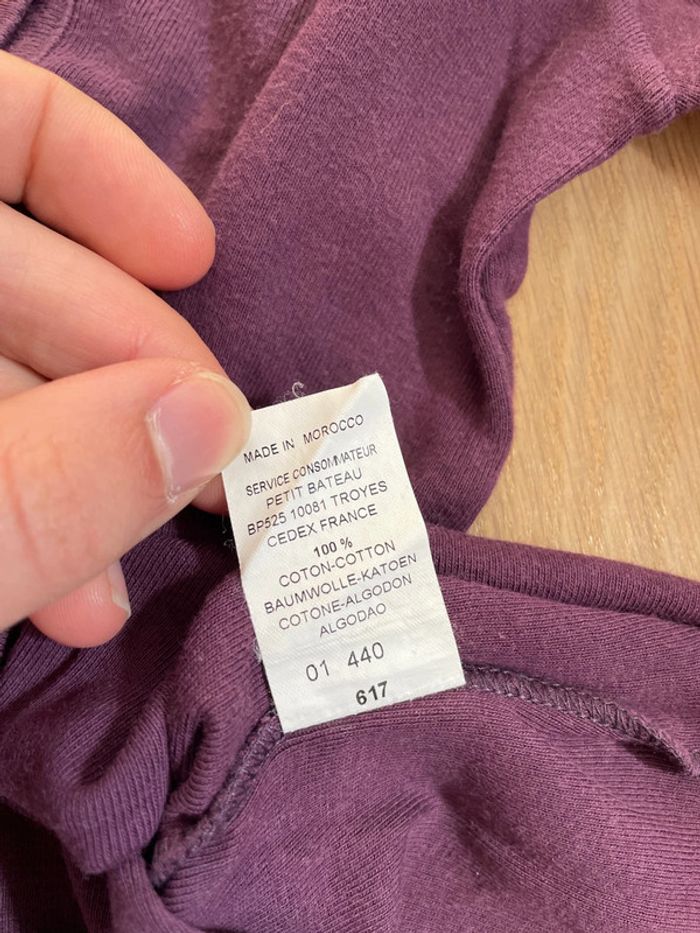 MADE IN MOROCCO
SERVICE CONSOMMATEUR
PETIT BATEAU
BP525 10081 TROYES
CEDEX FRANCE
100 %
COTON-COTTON
BAUMWOLLE-KATOEN
COTONE-ALGODON
ALGODAO
01 440
617